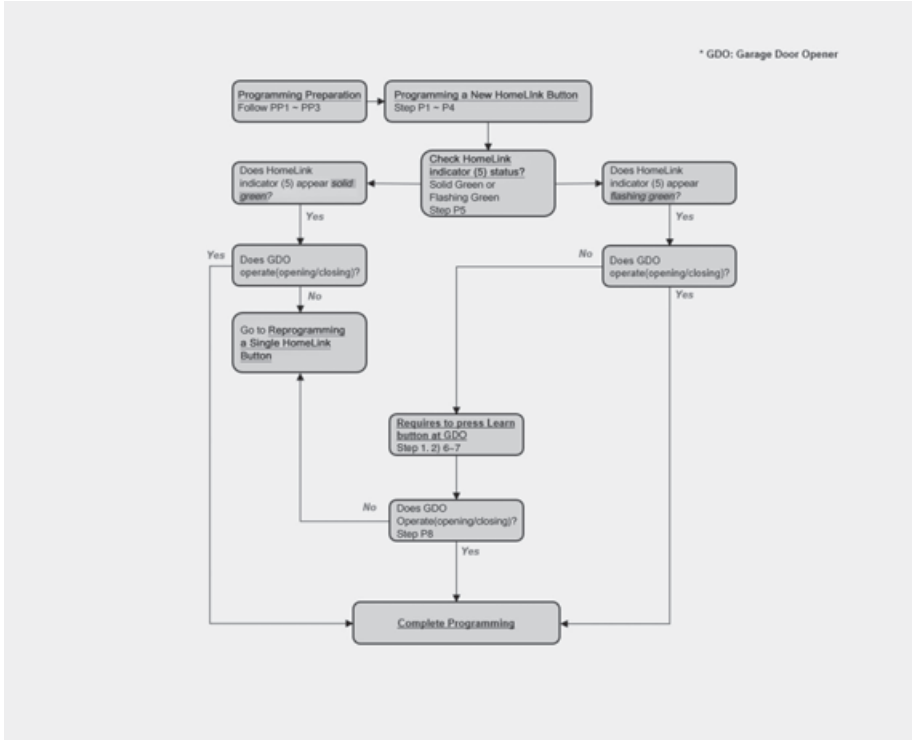 * GDO: Garage Door Opener
Programming Preparation
Follow PP1 ~ PP3
Programming a New HomeLInk Button
Step P1 ~ P4
Check HomeLink
indicator (5) status?
Solid Green or
Flashing Green
Step P5
Does HomeLink
indicator (5) appear solid
green?
Does HomeLink
indicator (5) appear
flashing green?
Yes
Yes
Yes
Does GDO
operate(opening/closing)?
No
Does GDO
operate(opening/closing)?
No
Yes
Go to Reprogramming
a Single HomeLink
Button
Requires to press Learn
button at GDO
Step 1. 2) 6~7
No
Does GDO
Operate(opening/closing)?
Step P8
Yes
Complete Programming